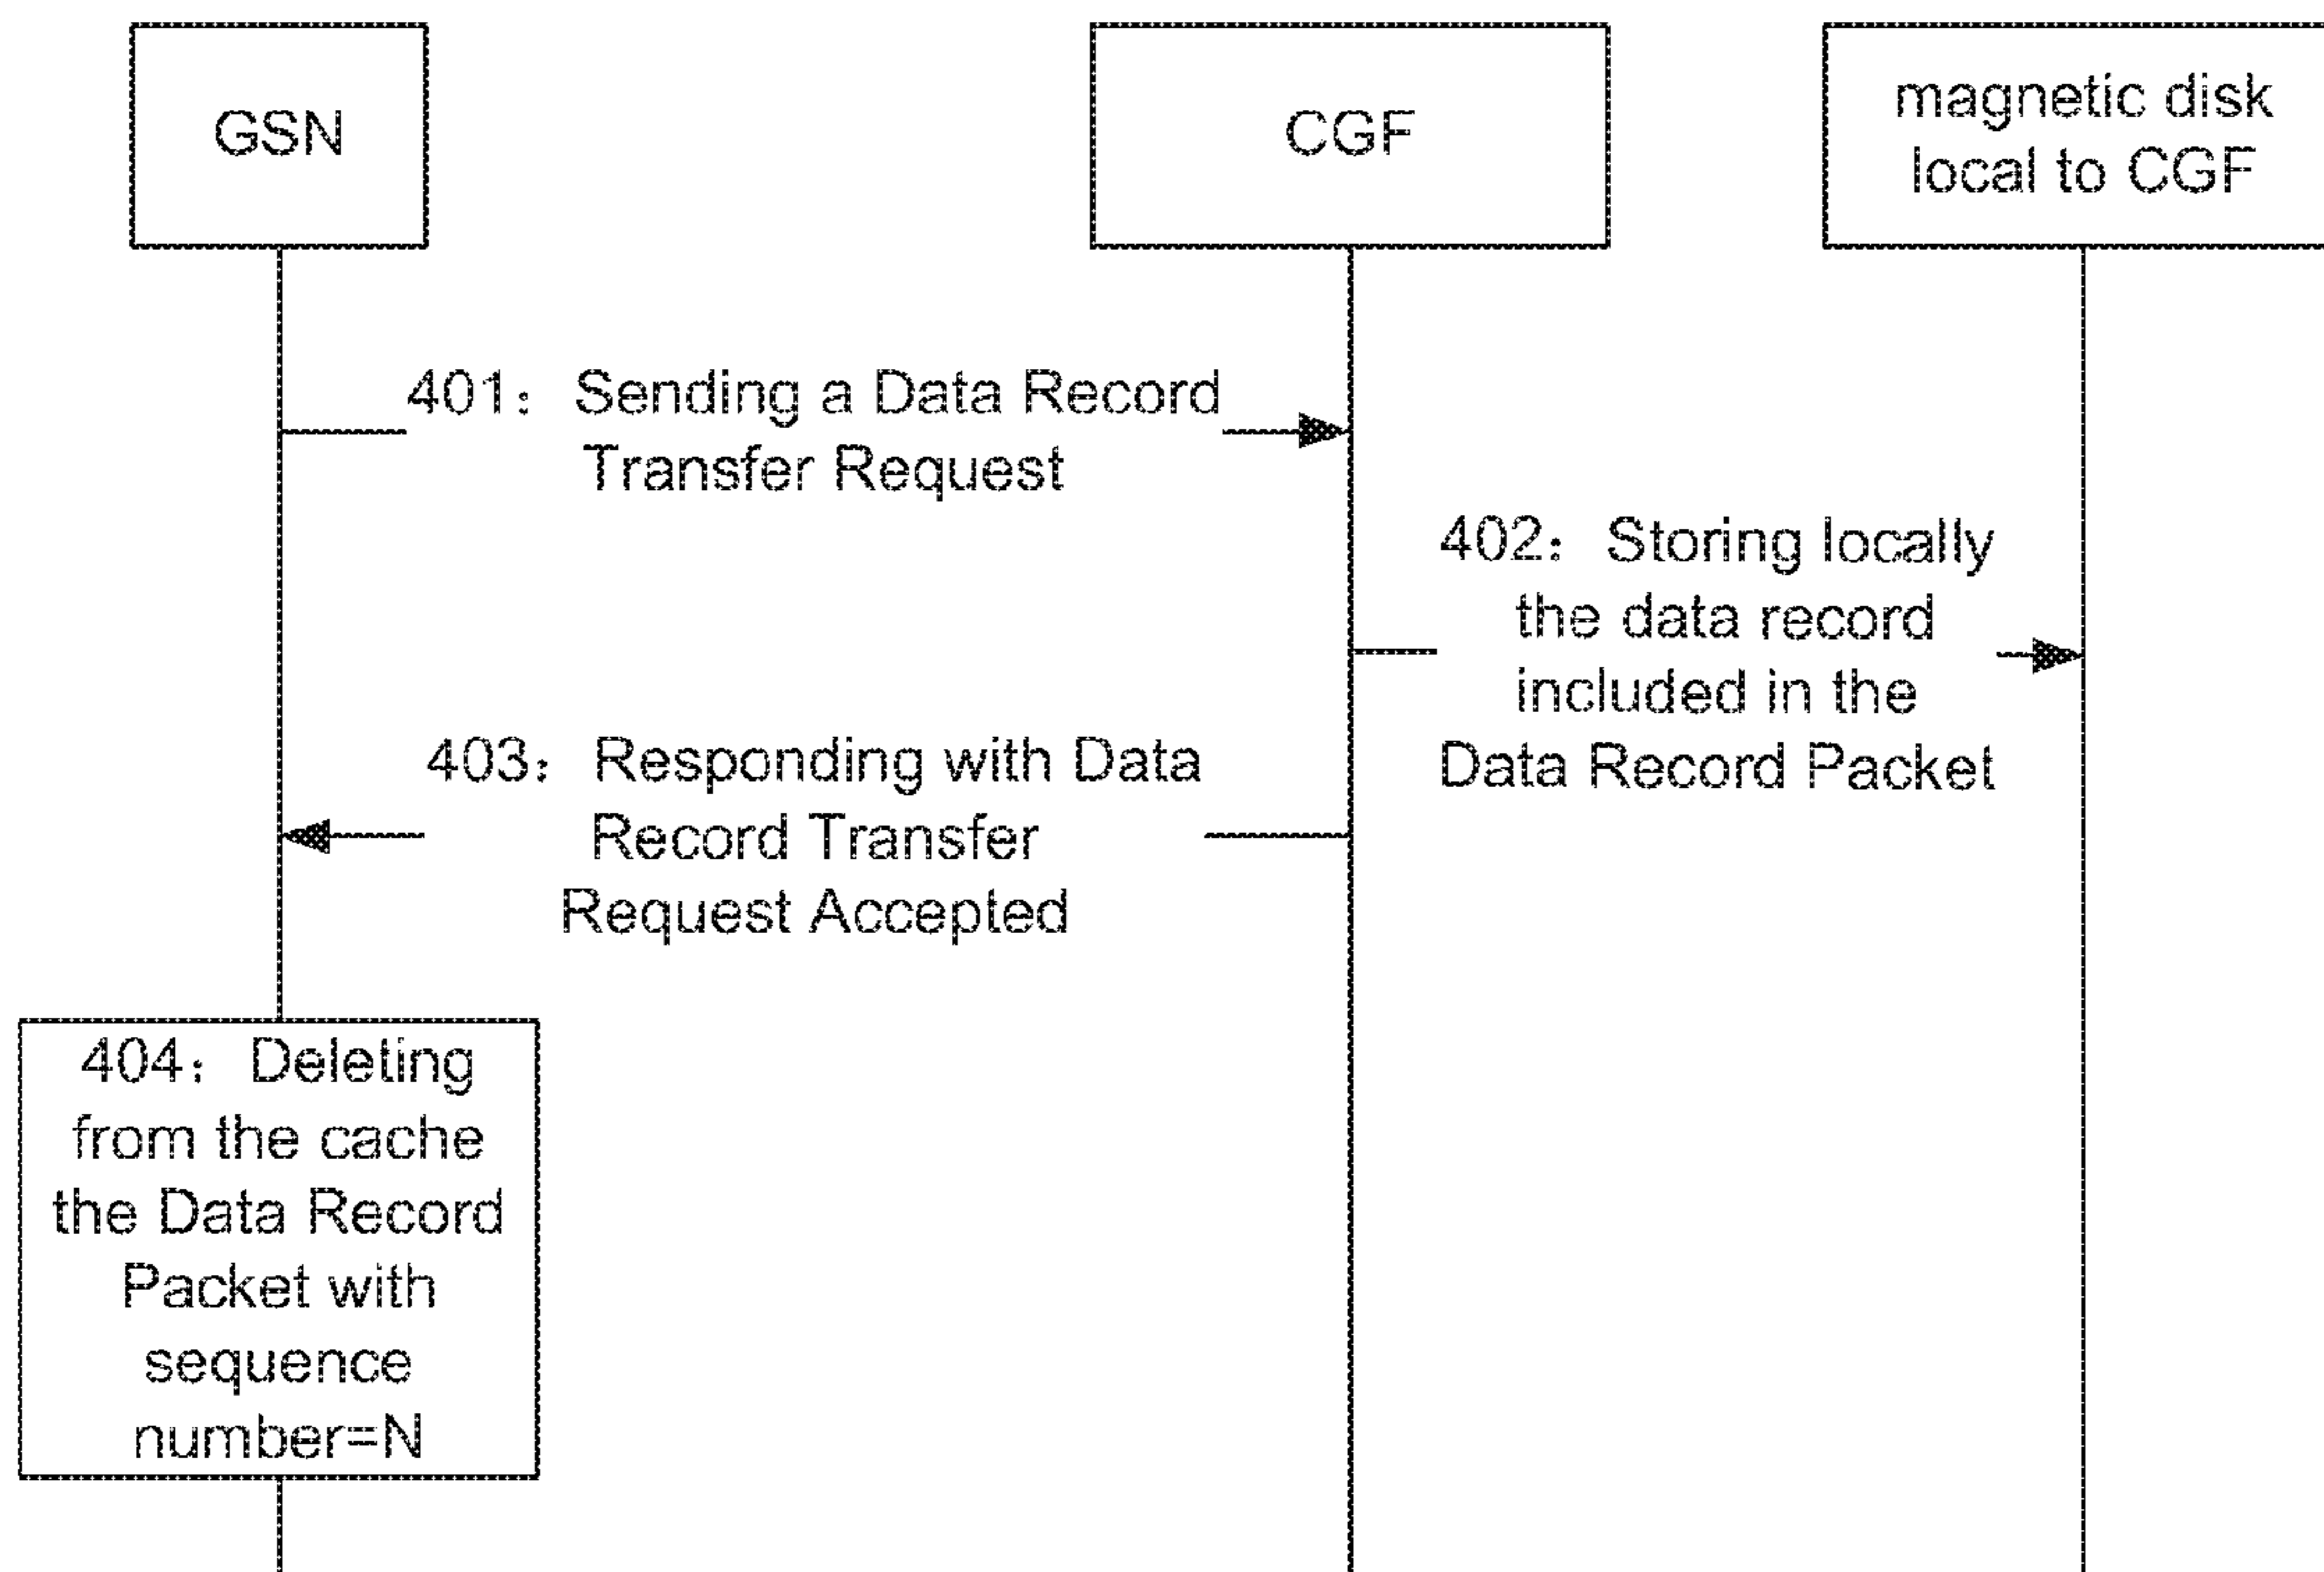 GSN
CGF
magnetic disk
local to CGF
401: Sending a Data Record
Transfer Request
402: Storing locally
the data record
included in the
Data Record Packet
403: Responding with Data
Record Transfer
Request Accepted
404: Deleting
from the cache
the Data Record
Packet with
sequence
number=N